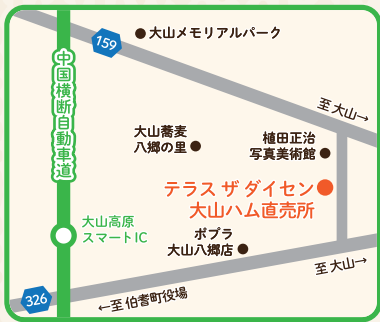 大山メモリアルパーク
159
中国横断自動車道
至 大山→
大山蕎麦
八郷の里
植田正治
写真美術館
テラス ザ ダイセン
大山ハム直売所
大山高原
スマートIC
ポプラ
大山八郷店
至 大山→
326
←至 伯耆町役場